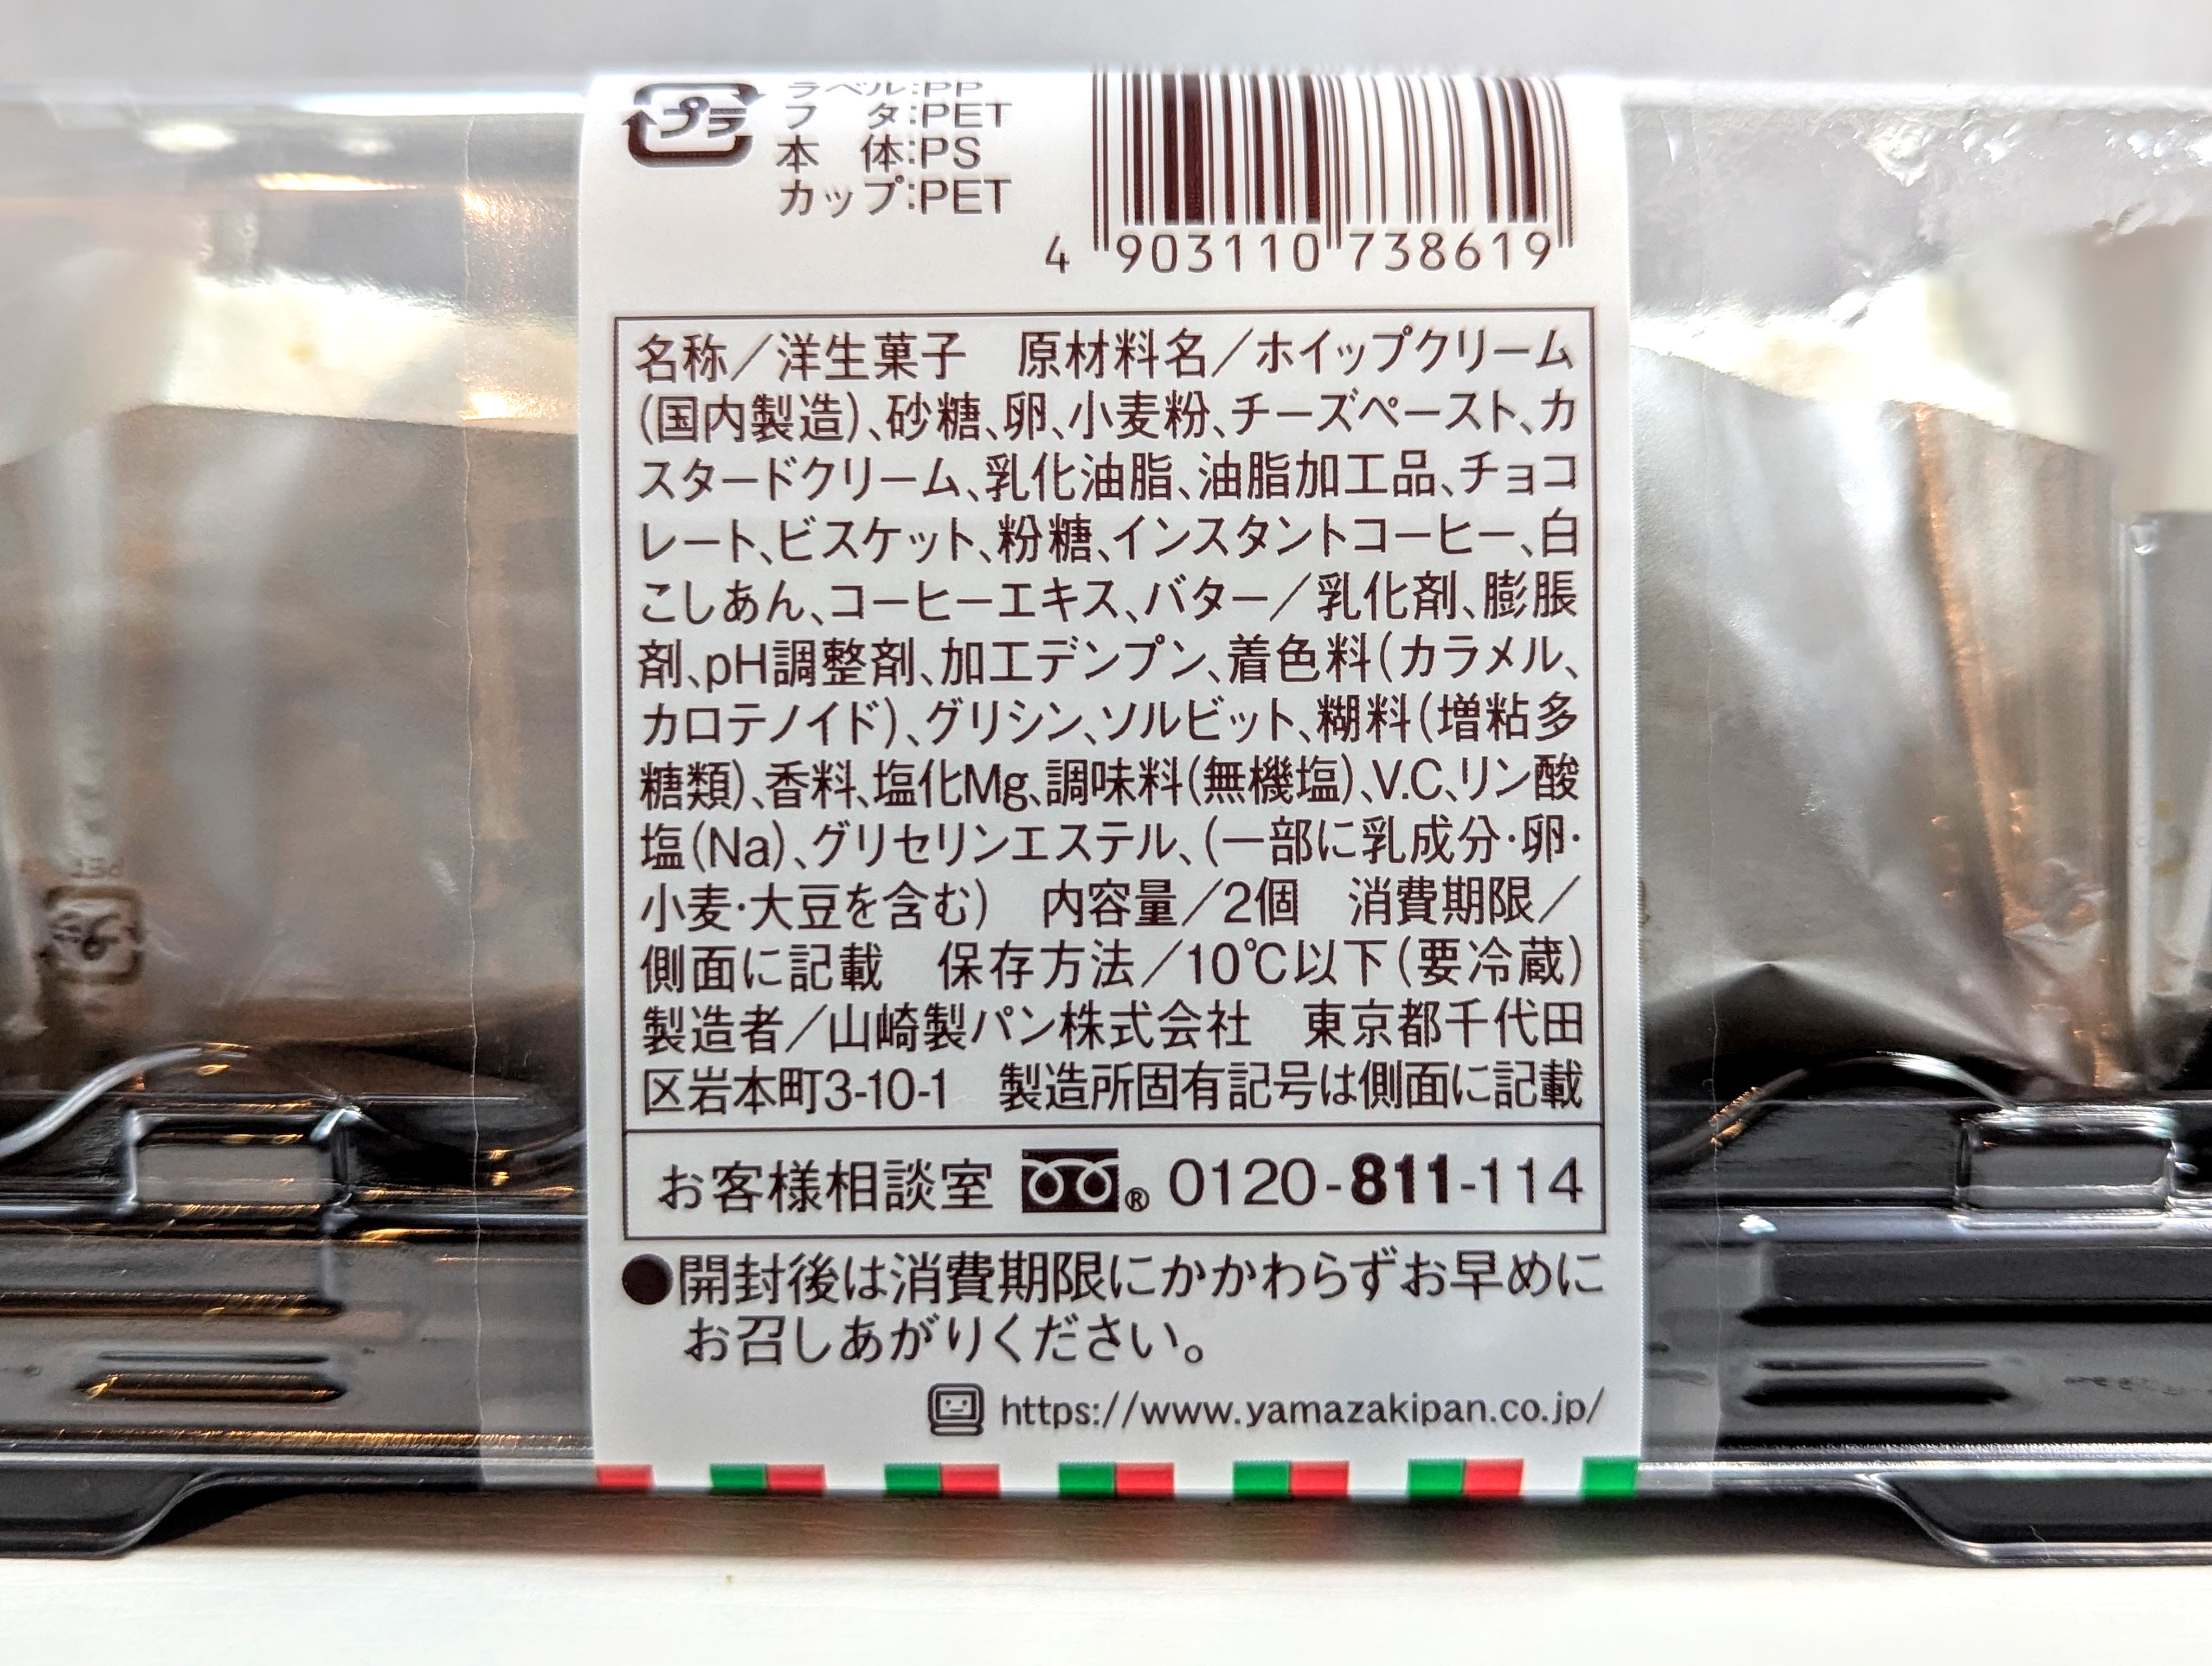 プラ
ラベル:PP
フ タ:PET
本 体:PS
カップ:PET
4 903110 738619
名称／洋生菓子 原材料名／ホイップクリーム
(国内製造)、砂糖、卵、小麦粉、チーズペースト、カ
スタードクリーム、乳化油脂、油脂加工品、チョコ
レート、ビスケット、粉糖、インスタントコーヒー、白
こしあん、コーヒーエキス、バター／乳化剤、膨脹
剤、pH調整剤、加工デンプン、着色料(カラメル、
カロテノイド)、グリシン、ソルビット、糊料(増粘多
糖類)、香料、塩化Mg、調味料(無機塩)、V.C、リン酸
塩(Na)、グリセリンエステル、(一部に乳成分・卵・
小麦・大豆を含む) 内容量／2個 消費期限／
側面に記載 保存方法／10℃以下(要冷蔵)
製造者／山崎製パン株式会社 東京都千代田
区岩本町3-10-1 製造所固有記号は側面に記載
お客様相談室 ® 0120-811-114
●開封後は消費期限にかかわらずお早めに
お召しあがりください。
https://www.yamazakipan.co.jp/